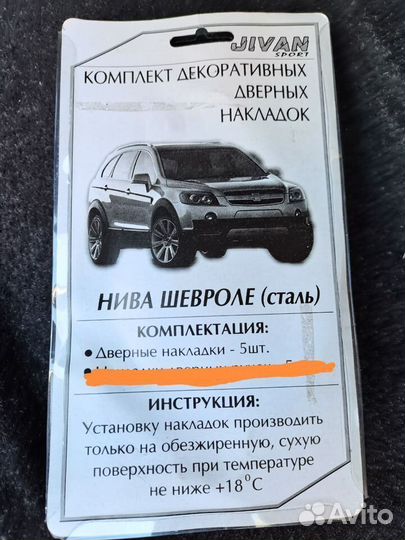 JIVAN
SPORT
КОМПЛЕКТ ДЕКОРАТИВНЫХ
ДВЕРНЫХ
НАКЛАДОК
НИВА ШЕВРОЛЕ (сталь)
КОМПЛЕКТАЦИЯ:
• Дверные накладки - 5шт.
ИНСТРУКЦИЯ:
Установку накладок производить
только на обезжиренную, сухую
поверхность при температуре
не ниже +18°С
Avito